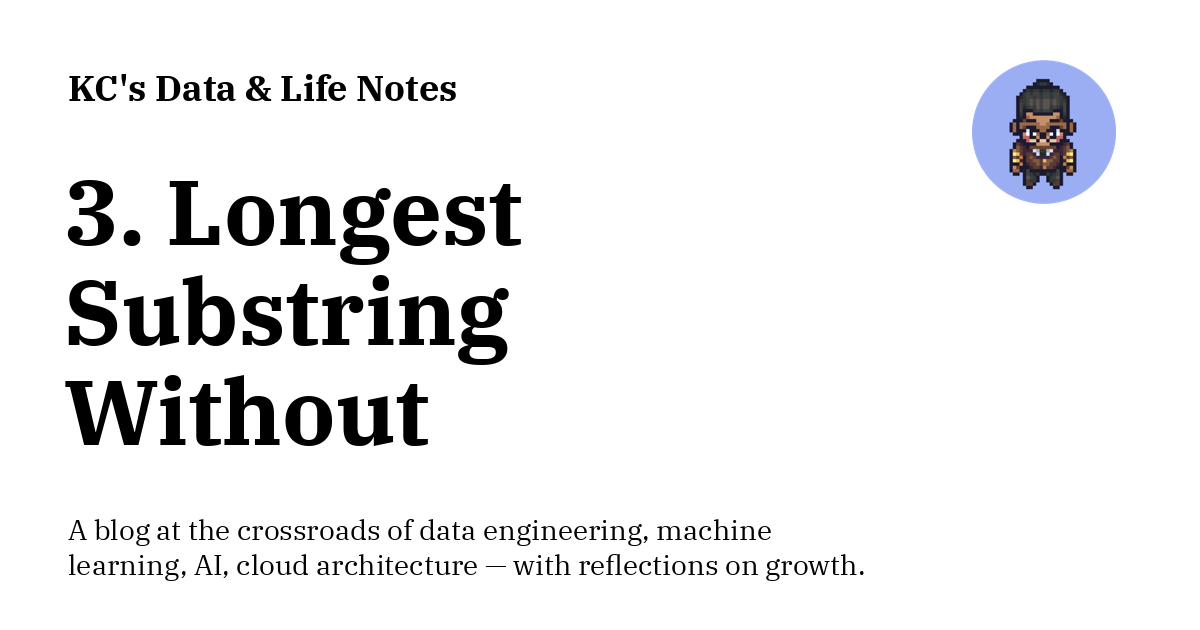 KC's Data & Life Notes
3. Longest
Substring
Without
A blog at the crossroads of data engineering, machine
learning, AI, cloud architecture — with reflections on growth.